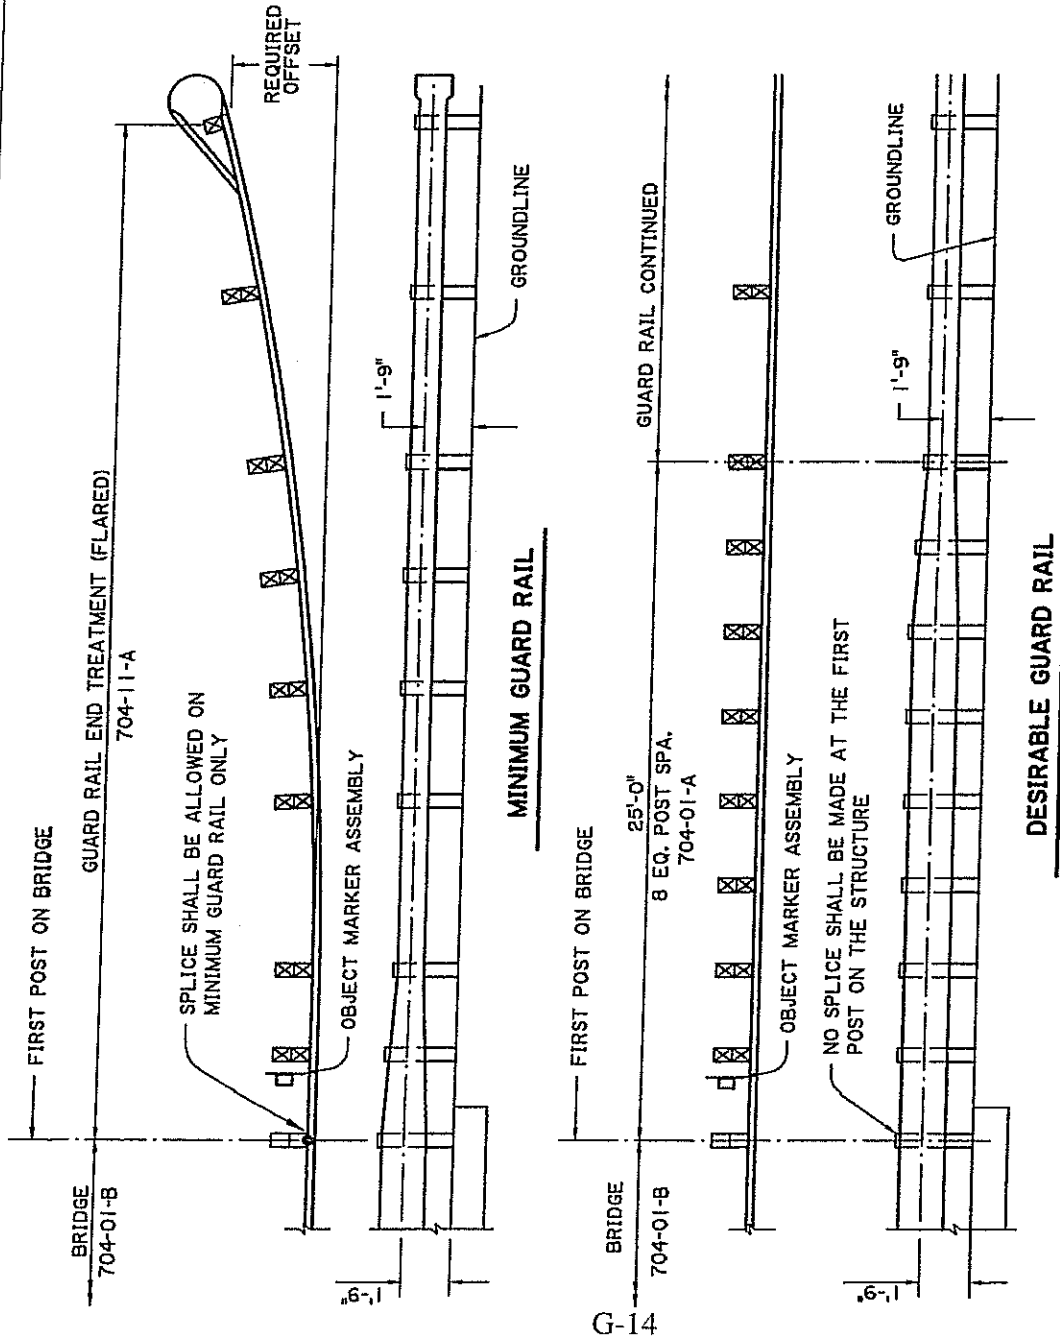 FIRST POST ON BRIDGE
BRIDGE
704-01-B
GUARD RAIL END TREATMENT (FLARED)
704-11-A
SPLICE SHALL BE ALLOWED ON
MINIMUM GUARD RAIL ONLY
REQUIRED
OFFSET
OBJECT MARKER ASSEMBLY
1'-9"
1'-9"
GROUNDLINE
MINIMUM GUARD RAIL
FIRST POST ON BRIDGE
BRIDGE
704-01-B
25'-0"
8 EQ. POST SPA.
704-01-A
GUARD RAIL CONTINUED
OBJECT MARKER ASSEMBLY
NO SPLICE SHALL BE MADE AT THE FIRST
POST ON THE STRUCTURE
1'-9"
1'-9"
GROUNDLINE
DESIRABLE GUARD RAIL
G-14